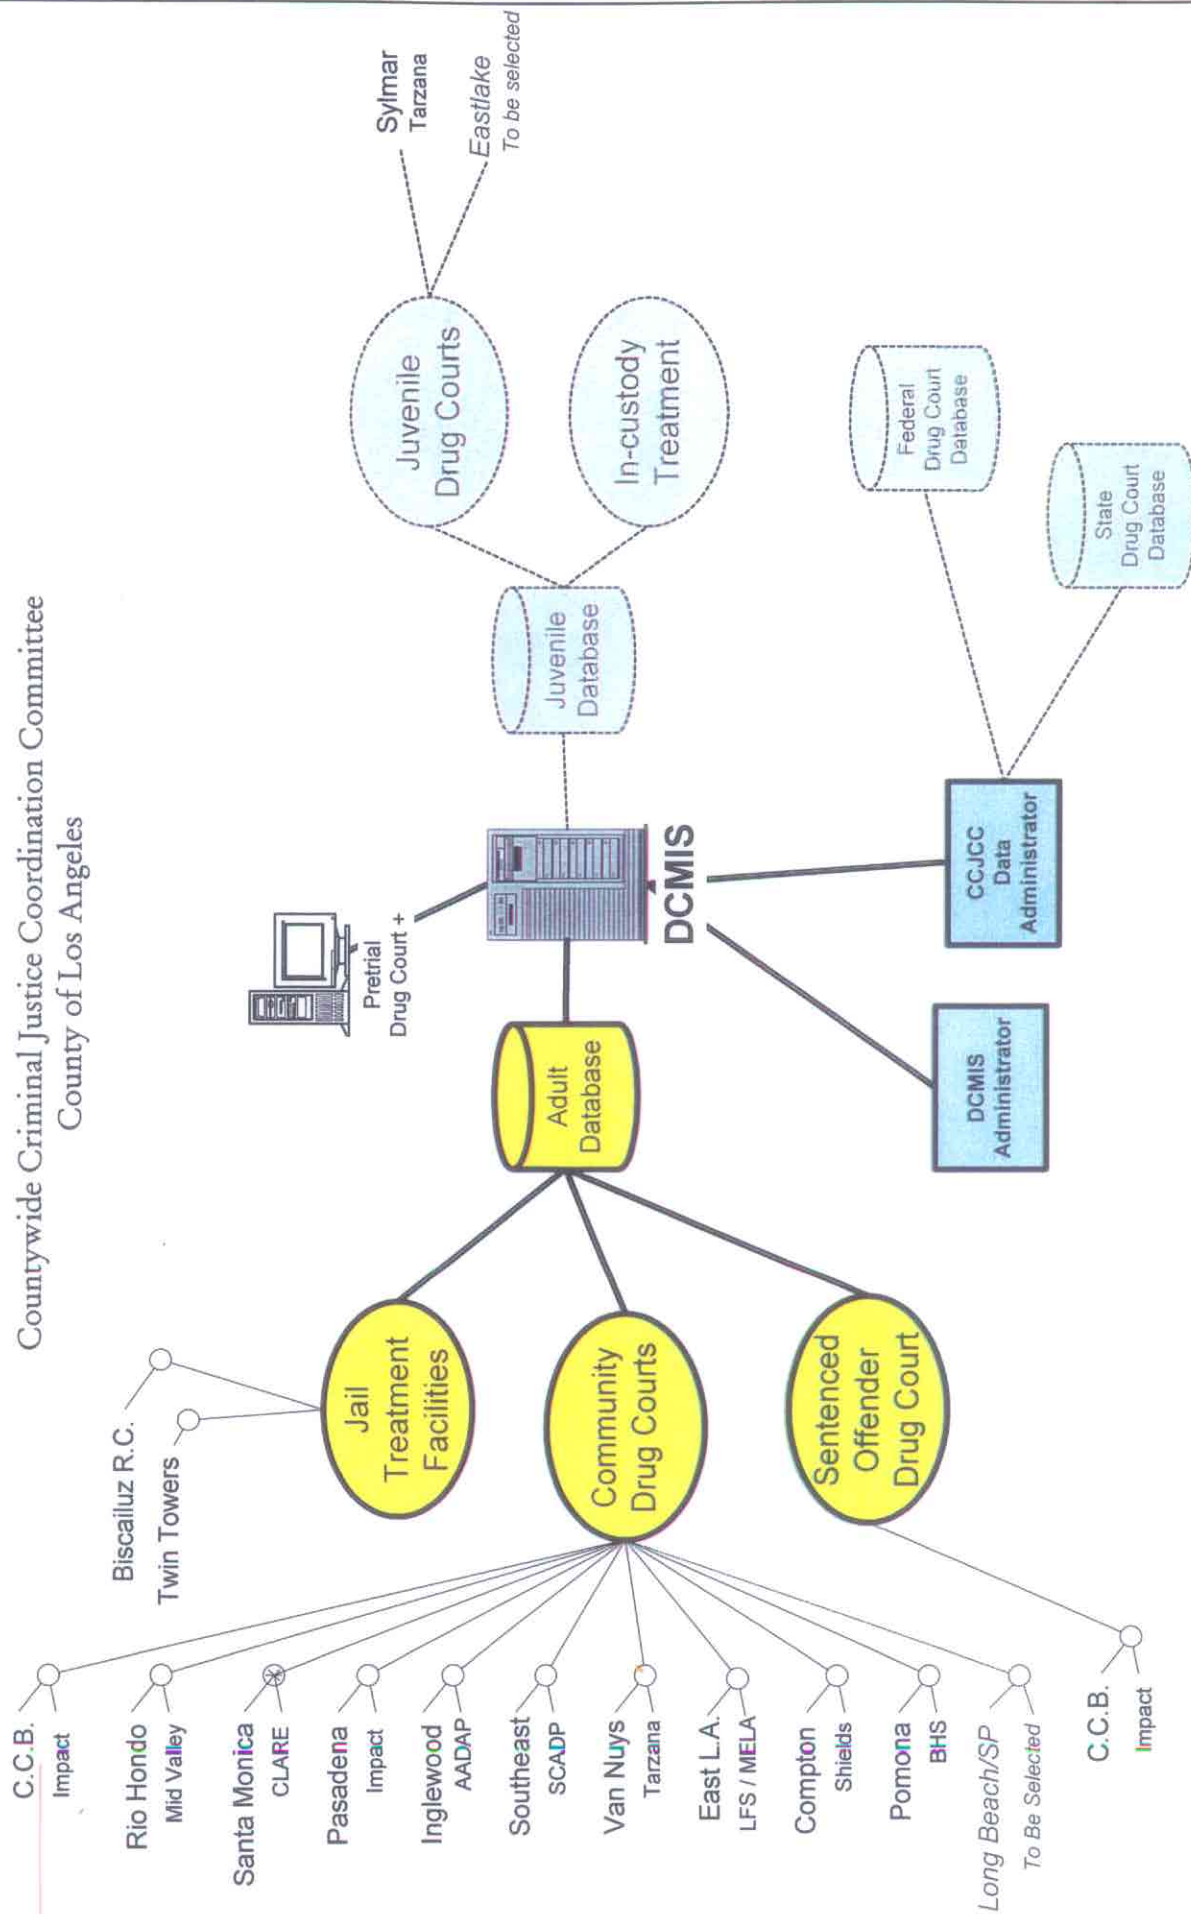 Countywide Criminal Justice Coordination Committee
County of Los Angeles
C.C.B.
Impact
Rio Hondo
Mid Valley
Santa Monica
CLARE
Pasadena
Impact
Inglewood
AADAP
Southeast
SCADP
Van Nuys
Tarzana
East L.A.
LFS / MELA
Compton
Shields
Pomona
BHS
Long Beach/SP
To Be Selected
C.C.B.
Impact
Biscailuz R.C.
Twin Towers
Jail
Treatment
Facilities
Community
Drug Courts
Sentenced
Offender
Drug Court
Adult
Database
Pretrial
Drug Court +
DCMIS
DCMIS
Administrator
CCJCC
Data
Administrator
Juvenile
Database
Juvenile
Drug Courts
In-custody
Treatment
Sylmar
Tarzana
Eastlake
To be selected
Federal
Drug Court
Database
State
Drug Court
Database